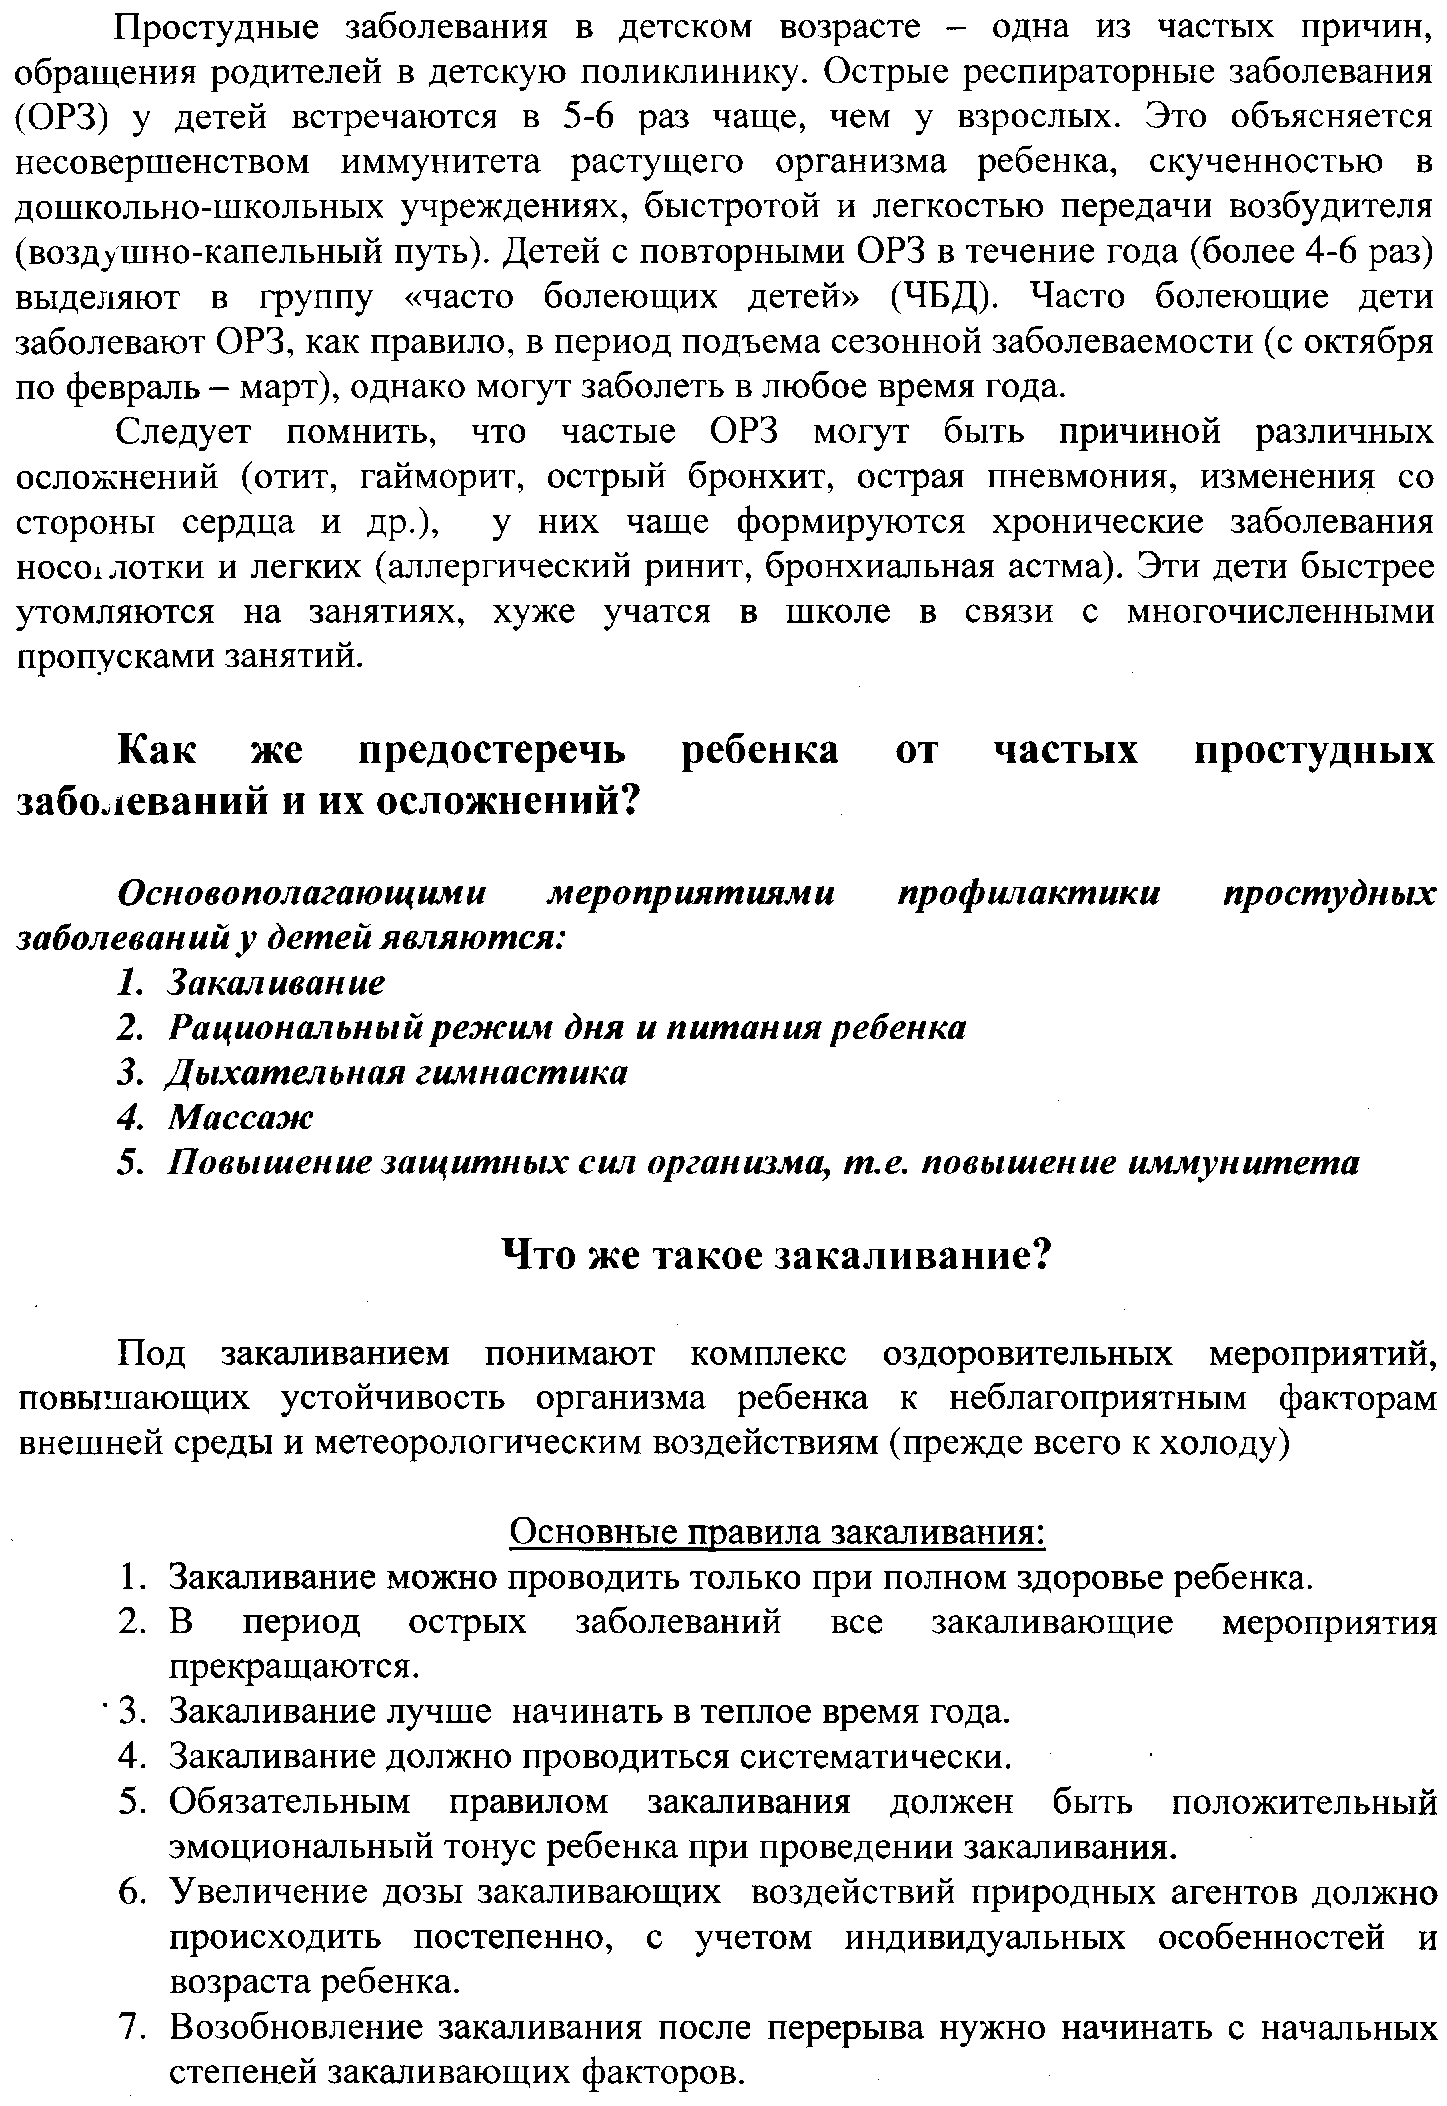 Простудные заболевания в детском возрасте – одна из частых причин,
обращения родителей в детскую поликлинику. Острые респираторные заболевания
(ОРЗ) у детей встречаются в 5-6 раз чаще, чем у взрослых. Это объясняется
несовершенством иммунитета растущего организма ребенка, скученностью в
дошкольно-школьных учреждениях, быстротой и легкостью передачи возбудителя
(воздушно-капельный путь). Детей с повторными ОРЗ в течение года (более 4-6 раз)
выделяют в группу «часто болеющих детей» (ЧБД). Часто болеющие дети
заболевают ОРЗ, как правило, в период подъема сезонной заболеваемости (с октября
по февраль – март), однако могут заболеть в любое время года.
Следует помнить, что частые ОРЗ могут быть причиной различных
осложнений (отит, гайморит, острый бронхит, острая пневмония, изменения со
стороны сердца и др.), у них чаще формируются хронические заболевания
носоглотки и легких (аллергический ринит, бронхиальная астма). Эти дети быстрее
утомляются на занятиях, хуже учатся в школе в связи с многочисленными
пропусками занятий.
Как же предостеречь ребенка от частых простудных
заболеваний и их осложнений?
Основополагающими мероприятиями профилактики простудных
заболеваний у детей являются:
1. Закаливание
2. Рациональный режим дня и питания ребенка
3. Дыхательная гимнастика
4. Массаж
5. Повышение защитных сил организма, т.е. повышение иммунитета
Что же такое закаливание?
Под закаливанием понимают комплекс оздоровительных мероприятий,
повышающих устойчивость организма ребенка к неблагоприятным факторам
внешней среды и метеорологическим воздействиям (прежде всего к холоду)
Основные правила закаливания:
1. Закаливание можно проводить только при полном здоровье ребенка.
2. В период острых заболеваний все закаливающие мероприятия
прекращаются.
3. Закаливание лучше начинать в теплое время года.
4. Закаливание должно проводиться систематически.
5. Обязательным правилом закаливания должен быть положительный
эмоциональный тонус ребенка при проведении закаливания.
6. Увеличение дозы закаливающих воздействий природных агентов должно
происходить постепенно, с учетом индивидуальных особенностей и
возраста ребенка.
7. Возобновление закаливания после перерыва нужно начинать с начальных
степеней закаливающих факторов.